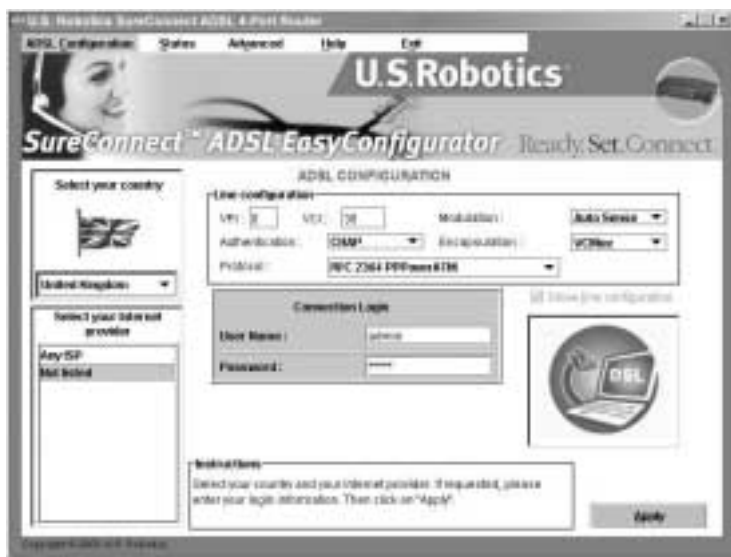 U.S. Robotics SureConnect ADSL 4-Port Router
ADSL Configuration Status Advanced Help Exit
U.S.Robotics
SureConnect™ ADSL EasyConfigurator Ready. Set. Connect.
Select your country
United Kingdom
Select your Internet provider
Any ISP
Not listed
ADSL CONFIGURATION
Line configuration
VPI: 0 VCI: 38 Modulation: Auto Sense
Authentication: CHAP Encapsulation: VCMux
Protocol: RFC 2364 PPPoverATM
Show line configuration
Connection Login
User Name:
Password: *****
DSL
Instructions
Select your country and your Internet provider. If requested, please
enter your login information. Then click on "Apply".
Apply